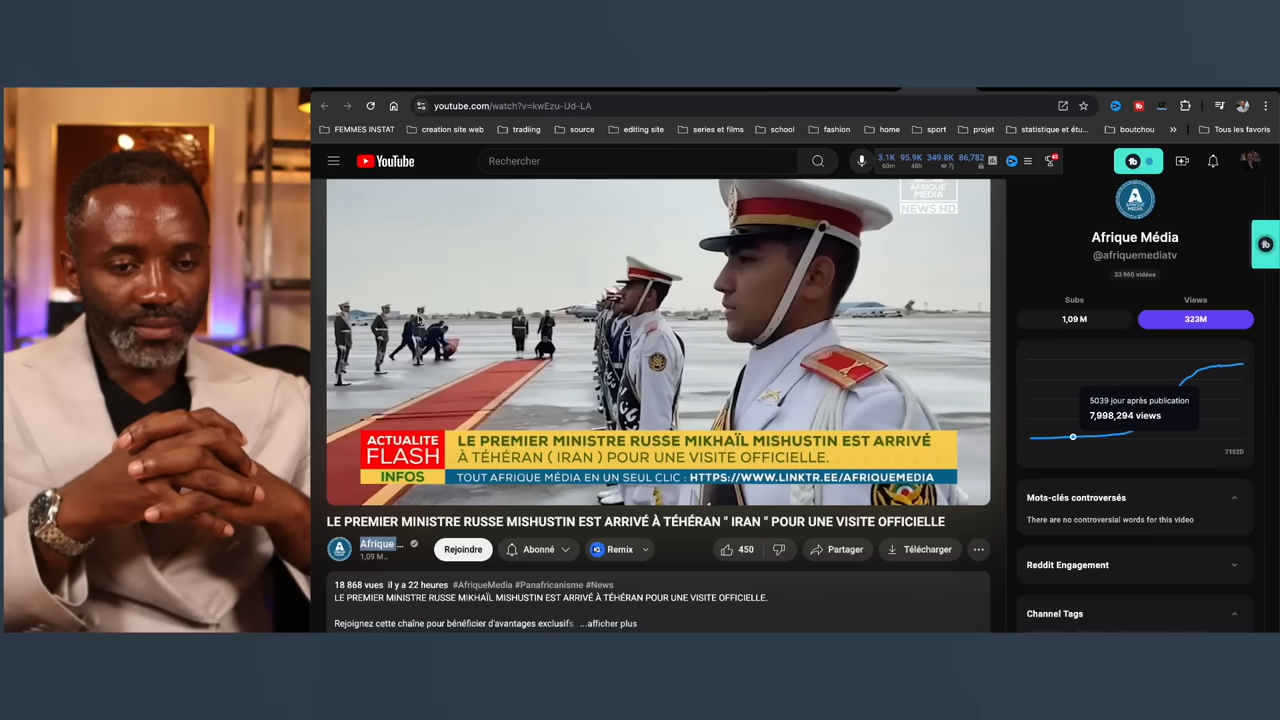 youtube.com/watch?v=kwEzu-Ud-LA
FEMMES INSTAT
creation site web
tradiing
source
editing site
series et films
school
fashion
home
sport
projet
statistique et étu...
boutchou
Tous les favoris
YouTube
Rechercher
3.1K 95.9K 349.8K 86,782
60m 48h 7j
AFRIQUE
MEDIA
NEWS HD
ACTUALITE
FLASH
INFOS
LE PREMIER MINISTRE RUSSE MIKHAÏL MISHUSTIN EST ARRIVÉ
À TÉHÉRAN ( IRAN ) POUR UNE VISITE OFFICIELLE.
TOUT AFRIQUE MÉDIA EN UN SEUL CLIC : HTTPS://WWW.LINKTR.EE/AFRIQUEMEDIA
LE PREMIER MINISTRE RUSSE MISHUSTIN EST ARRIVÉ À TÉHÉRAN " IRAN " POUR UNE VISITE OFFICIELLE
Afrique ...
1,09 M...
Rejoindre
Abonné
Remix
450
Partager
Télécharger
18 868 vues il y a 22 heures #AfriqueMedia #Panafricanisme #News
LE PREMIER MINISTRE RUSSE MIKHAÏL MISHUSTIN EST ARRIVÉ À TÉHÉRAN POUR UNE VISITE OFFICIELLE.
Rejoignez cette chaîne pour bénéficier d'avantages exclusifs ...afficher plus
Afrique Média
@afriquemediatv
33 960 vidéos
Subs
Views
1,09 M
323M
5039 jour après publication
7,998,294 views
7102D
Mots-clés controversés
There are no controversial words for this video
Reddit Engagement
Channel Tags